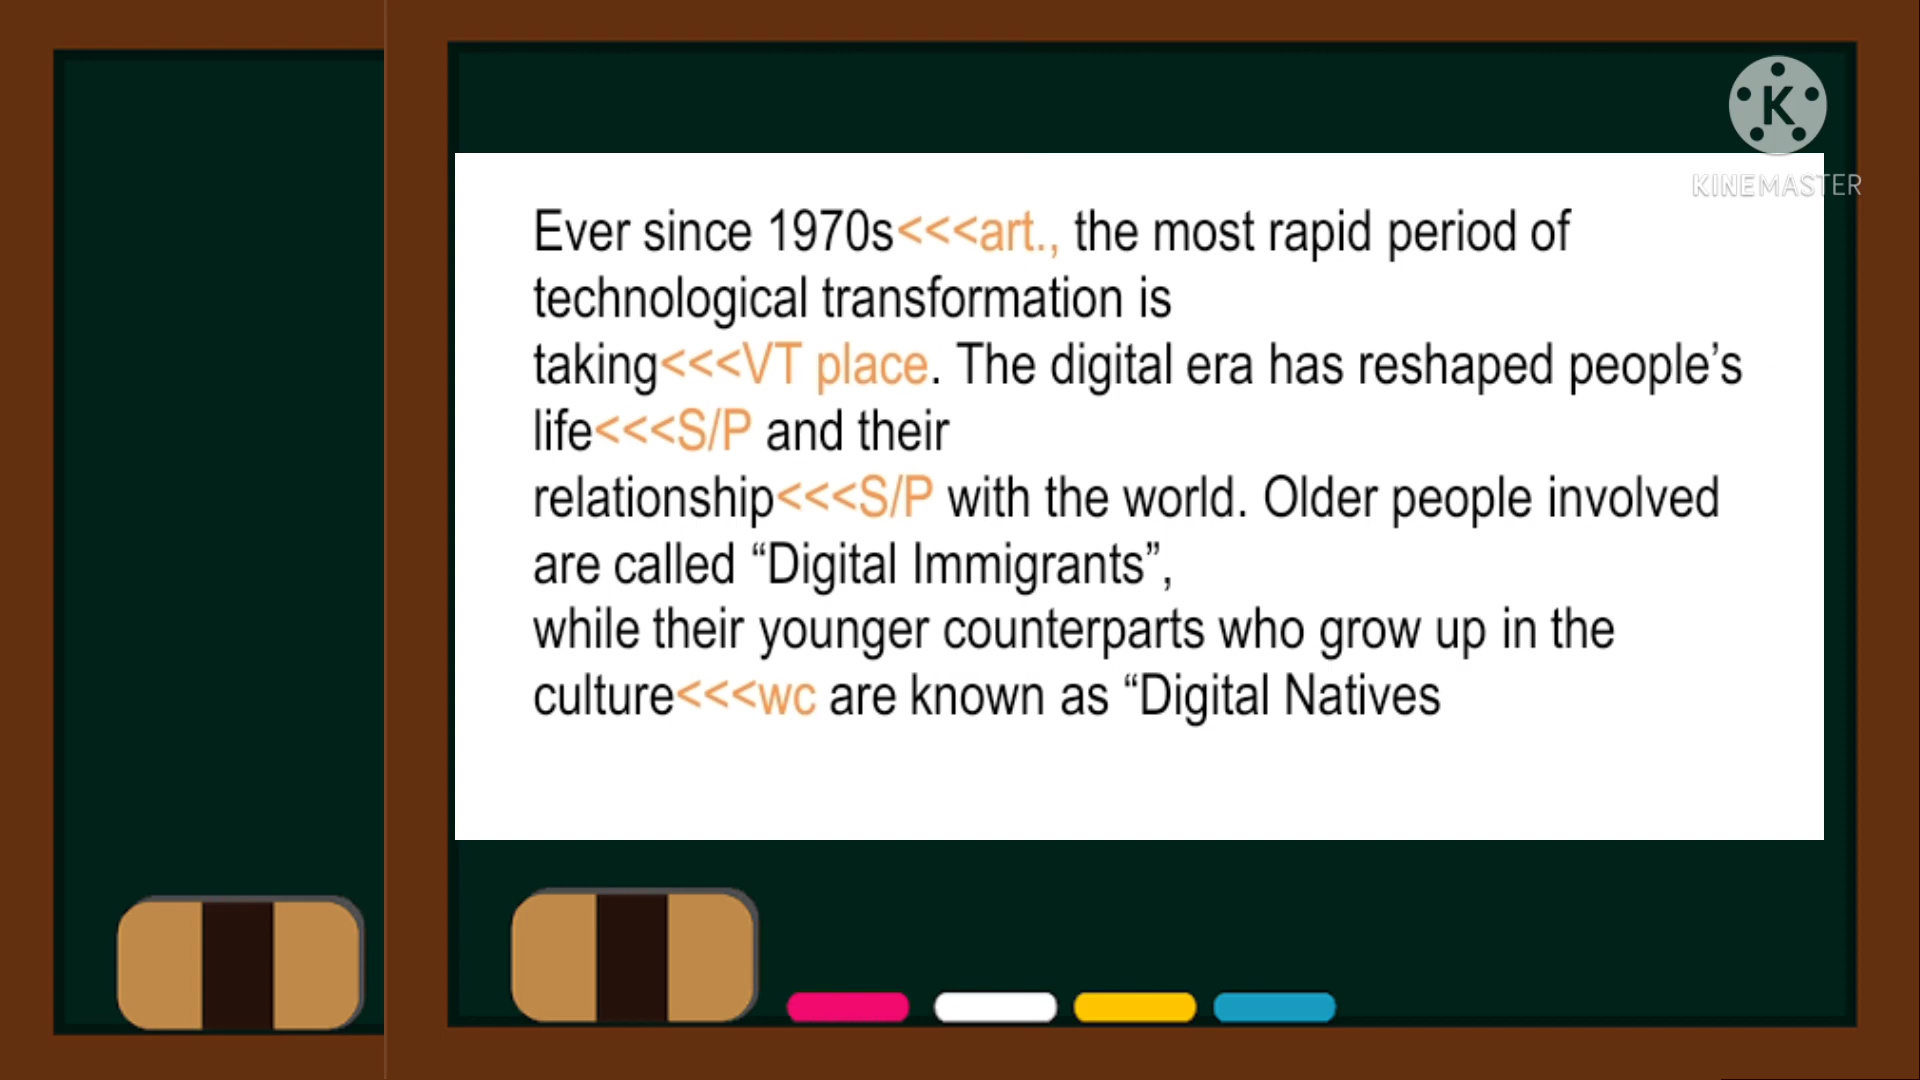 K
KINEMASTER
Ever since 1970s<<<art., the most rapid period of
technological transformation is
taking<<<VT place. The digital era has reshaped people’s
life<<<S/P and their
relationship<<<S/P with the world. Older people involved
are called “Digital Immigrants”,
while their younger counterparts who grow up in the
culture<<<wc are known as “Digital Natives